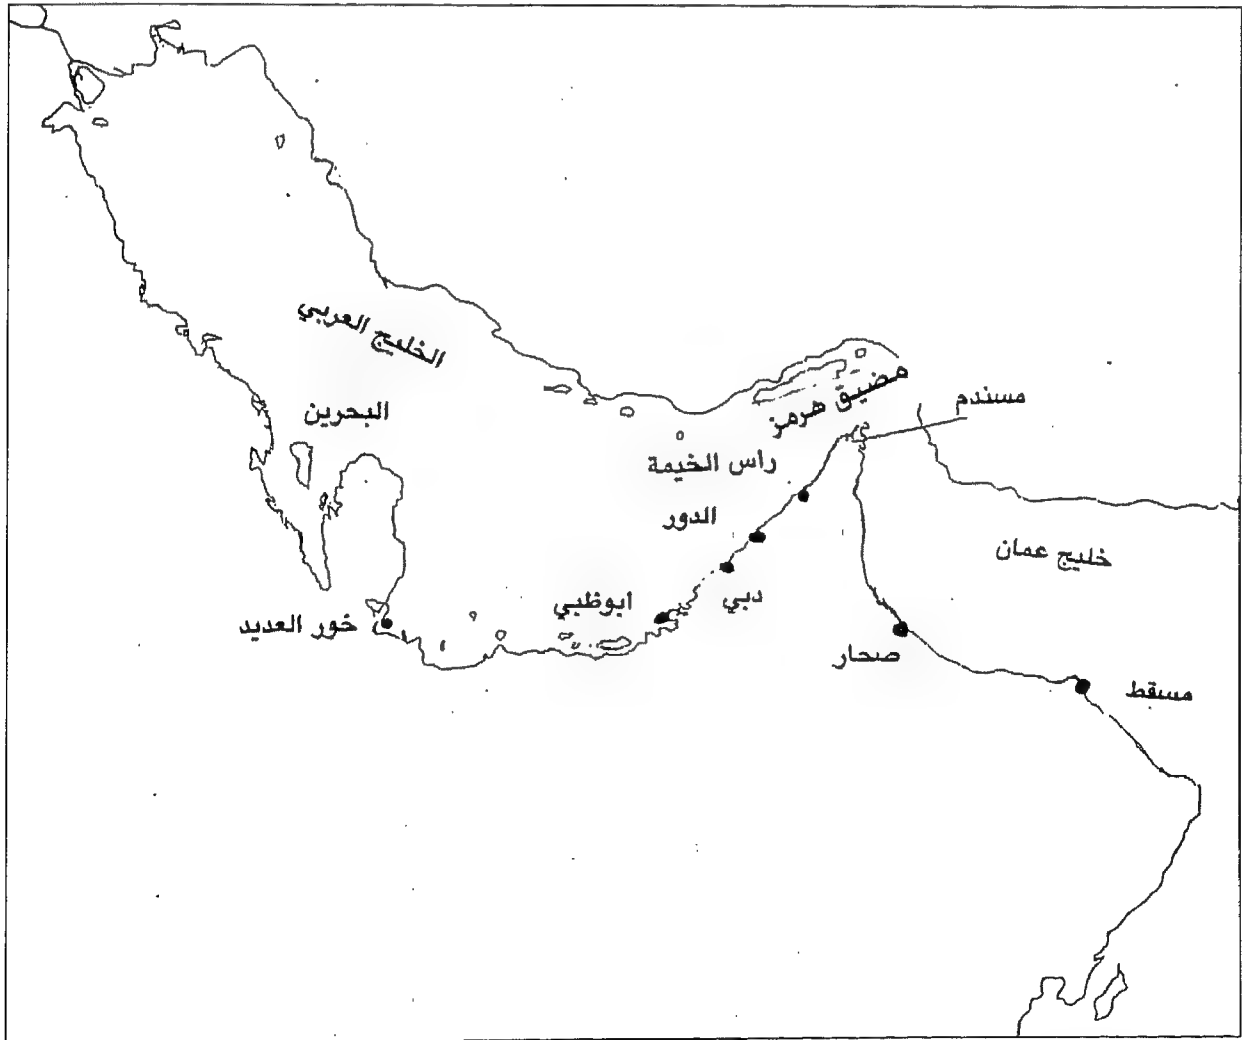 الخليج العربي
البحرين
مضيق هرمز
مسندم
راس الخيمة
الدور
خليج عمان
دبي
ابوظبي
خور العديد
صحار
مسقط